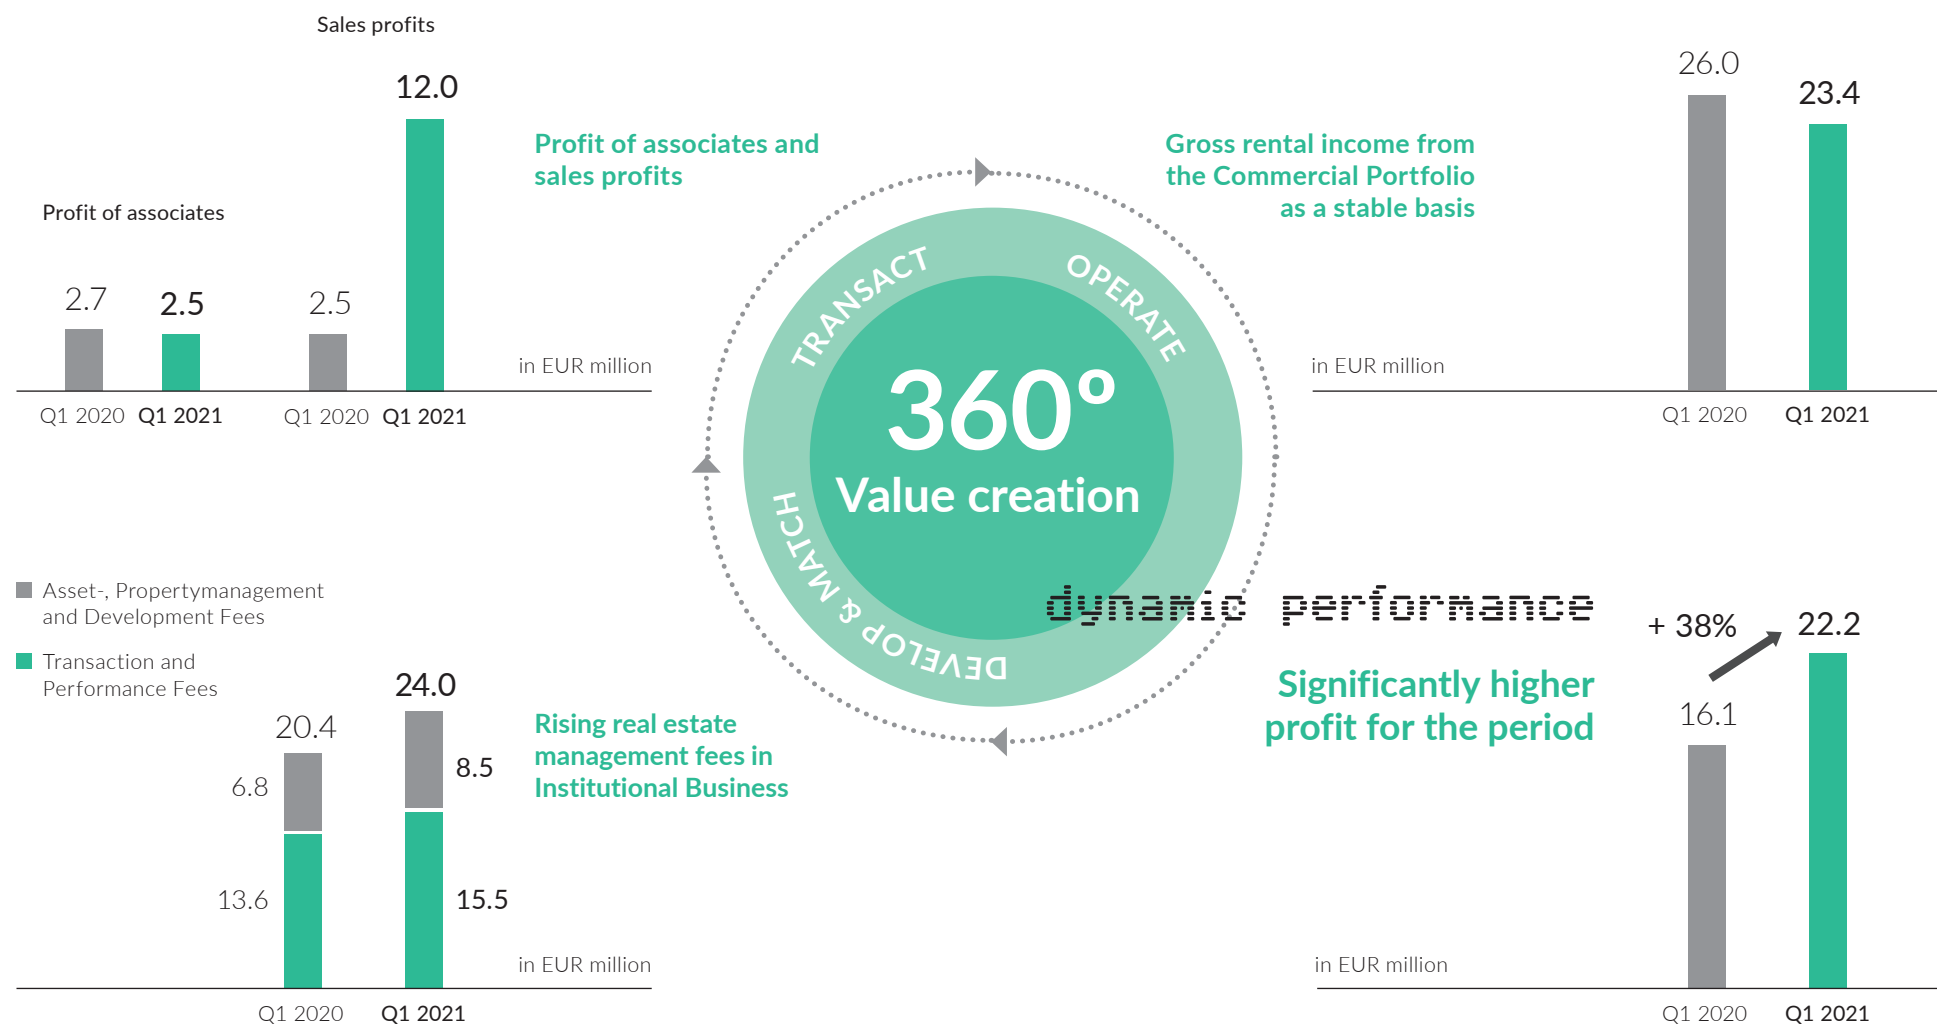 Sales profits
12.0
Profit of associates
2.7
2.5
2.5
Q1 2020
Q1 2021
Q1 2020
Q1 2021
in EUR million
Profit of associates and
sales profits
Gross rental income from
the Commercial Portfolio
as a stable basis
26.0
23.4
in EUR million
Q1 2020
Q1 2021
TRANSACT
OPERATE
DEVELOP & MATCH
360º
Value creation
Asset-, Propertymanagement
and Development Fees
Transaction and
Performance Fees
20.4
24.0
6.8
8.5
13.6
15.5
Q1 2020
Q1 2021
in EUR million
Rising real estate
management fees in
Institutional Business
dynamic performance
Significantly higher
profit for the period
+ 38%
22.2
16.1
in EUR million
Q1 2020
Q1 2021